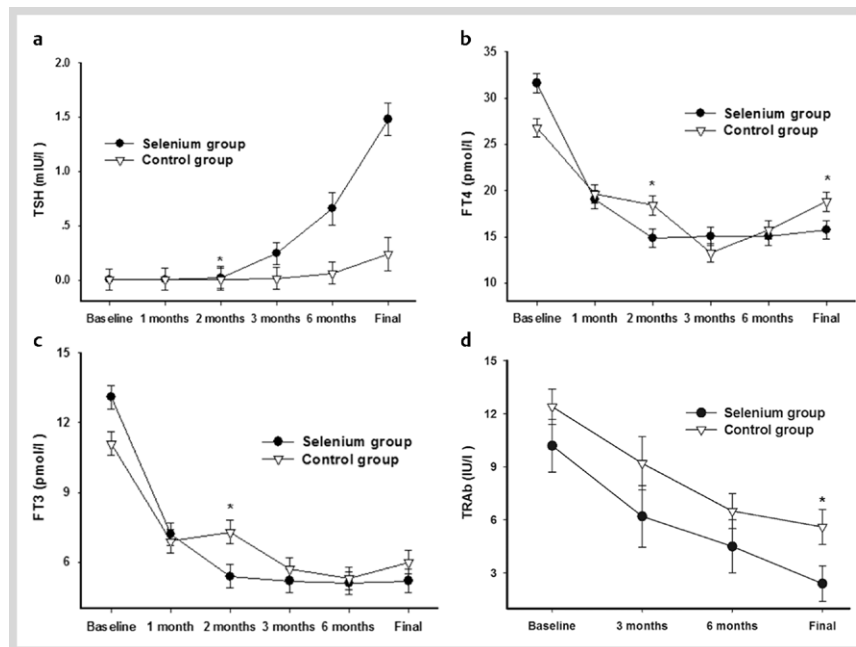 a
2.0
1.5
1.0
.5
0.0
TSH (mIU/l)
Selenium group
Control group
*
Baseline 1 months 2 months 3 months 6 months Final
b
35
30
25
20
15
10
FT4 (pmol/l)
Selenium group
Control group
* *
Baseline 1 month 2 months 3 months 6 months Final
c
15
12
9
6
FT3 (pmol/l)
Selenium group
Control group
*
Baseline 1 month 2 months 3 months 6 months Final
d
15
12
9
6
3
TRAb (IU/l)
Selenium group
Control group
*
Baseline 3 months 6 months Final